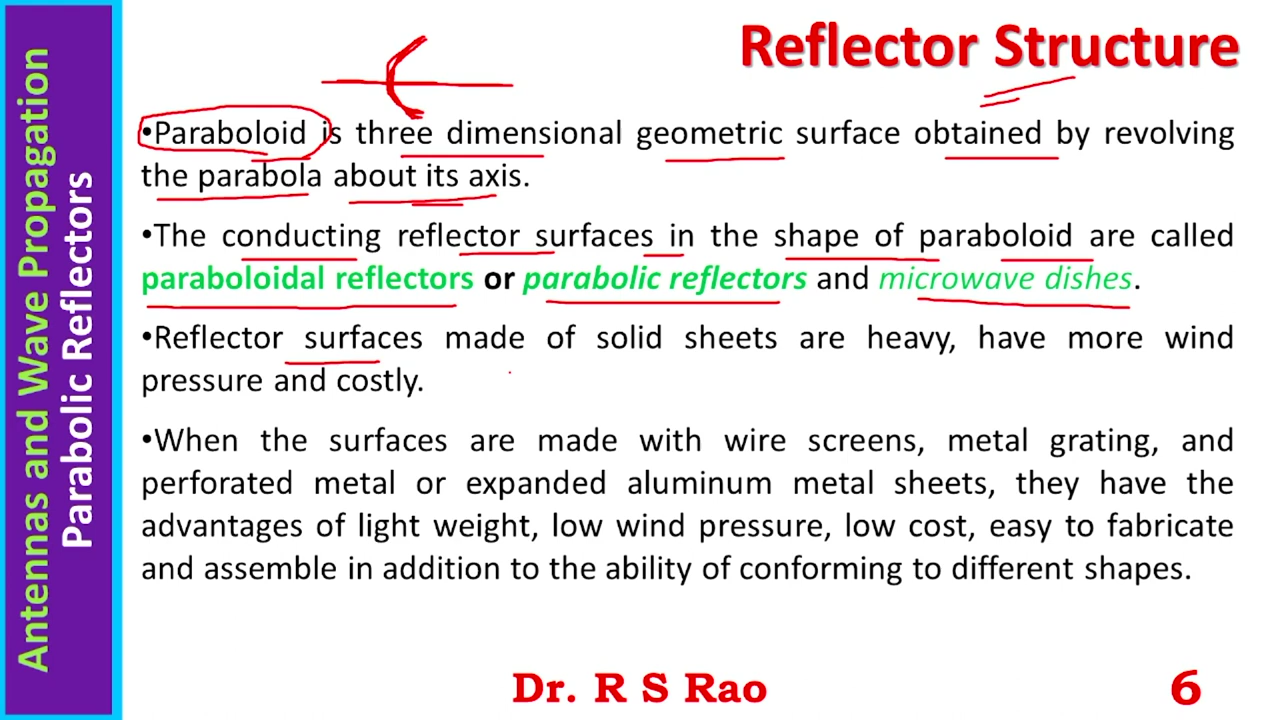 Antennas and Wave Propagation
Parabolic Reflectors
Reflector Structure
•Paraboloid is three dimensional geometric surface obtained by revolving
the parabola about its axis.
•The conducting reflector surfaces in the shape of paraboloid are called
paraboloidal reflectors or parabolic reflectors and microwave dishes.
•Reflector surfaces made of solid sheets are heavy, have more wind
pressure and costly.
•When the surfaces are made with wire screens, metal grating, and
perforated metal or expanded aluminum metal sheets, they have the
advantages of light weight, low wind pressure, low cost, easy to fabricate
and assemble in addition to the ability of conforming to different shapes.
Dr. R S Rao
6